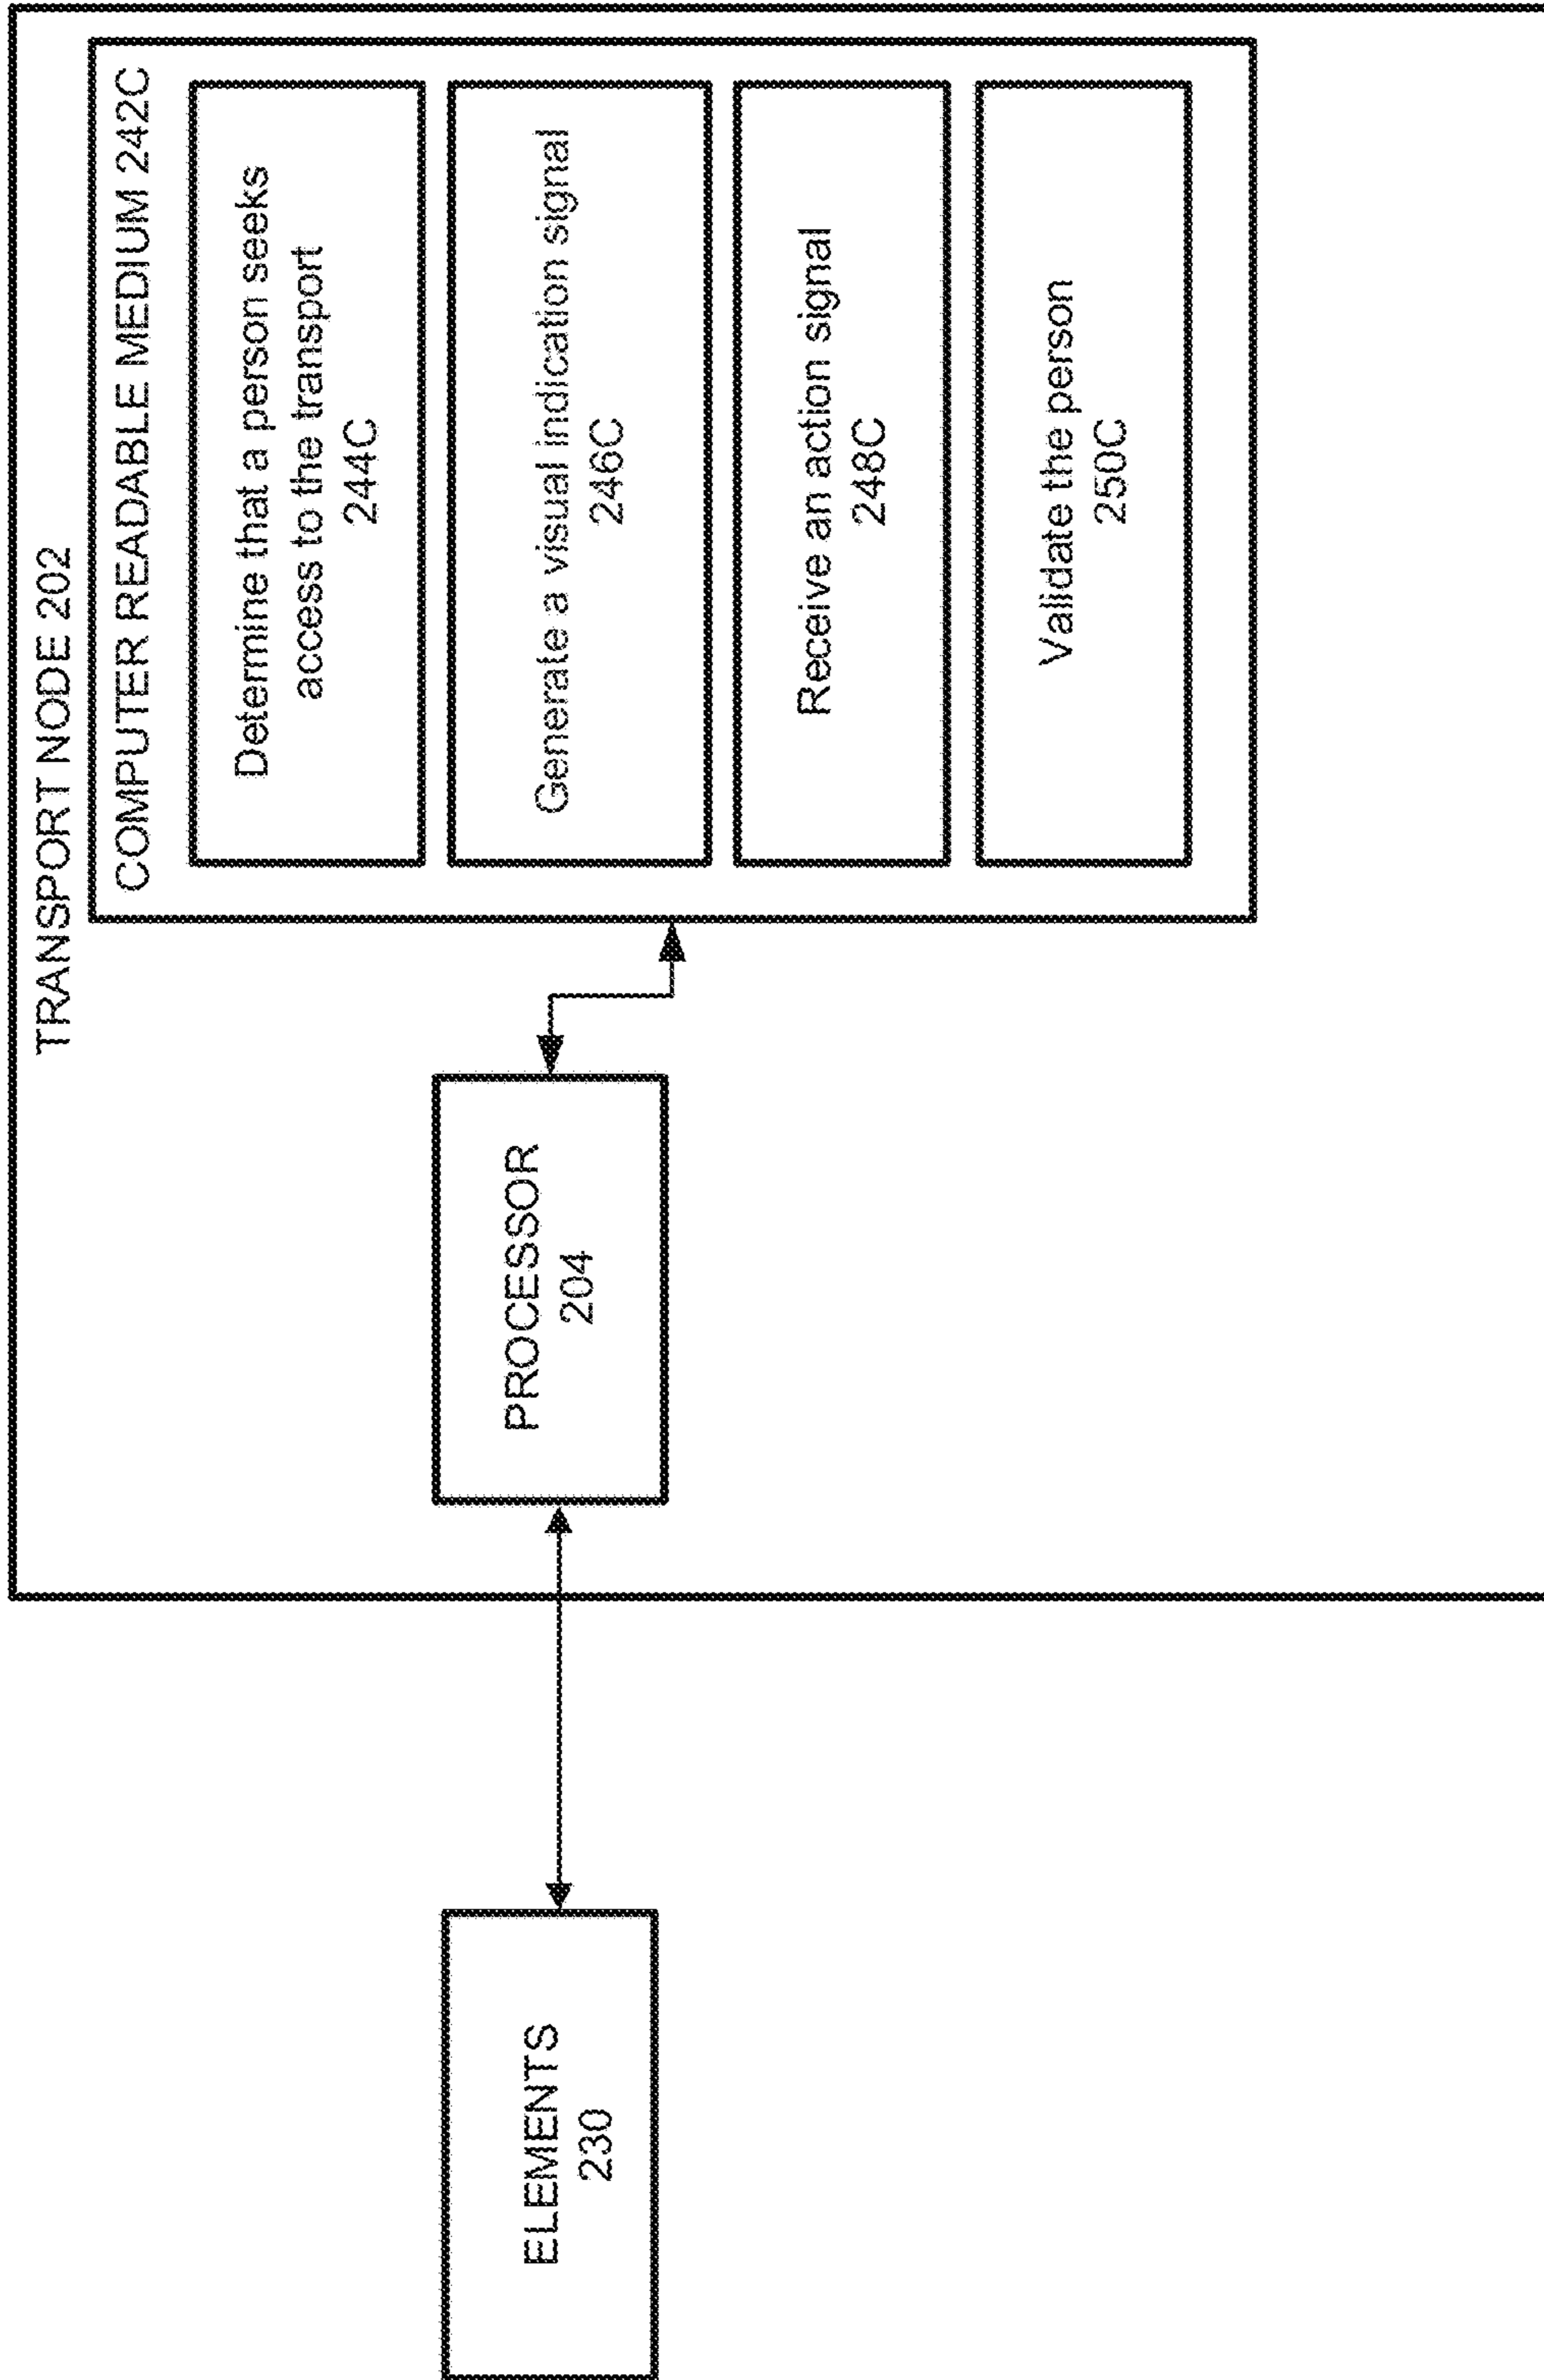 TRANSPORT NODE 202
COMPUTER READABLE MEDIUM 242C
Determine that a person seeks
access to the transport
244C
Generate a visual indication signal
246C
Receive an action signal
248C
Validate the person
250C
PROCESSOR
204
ELEMENTS
230